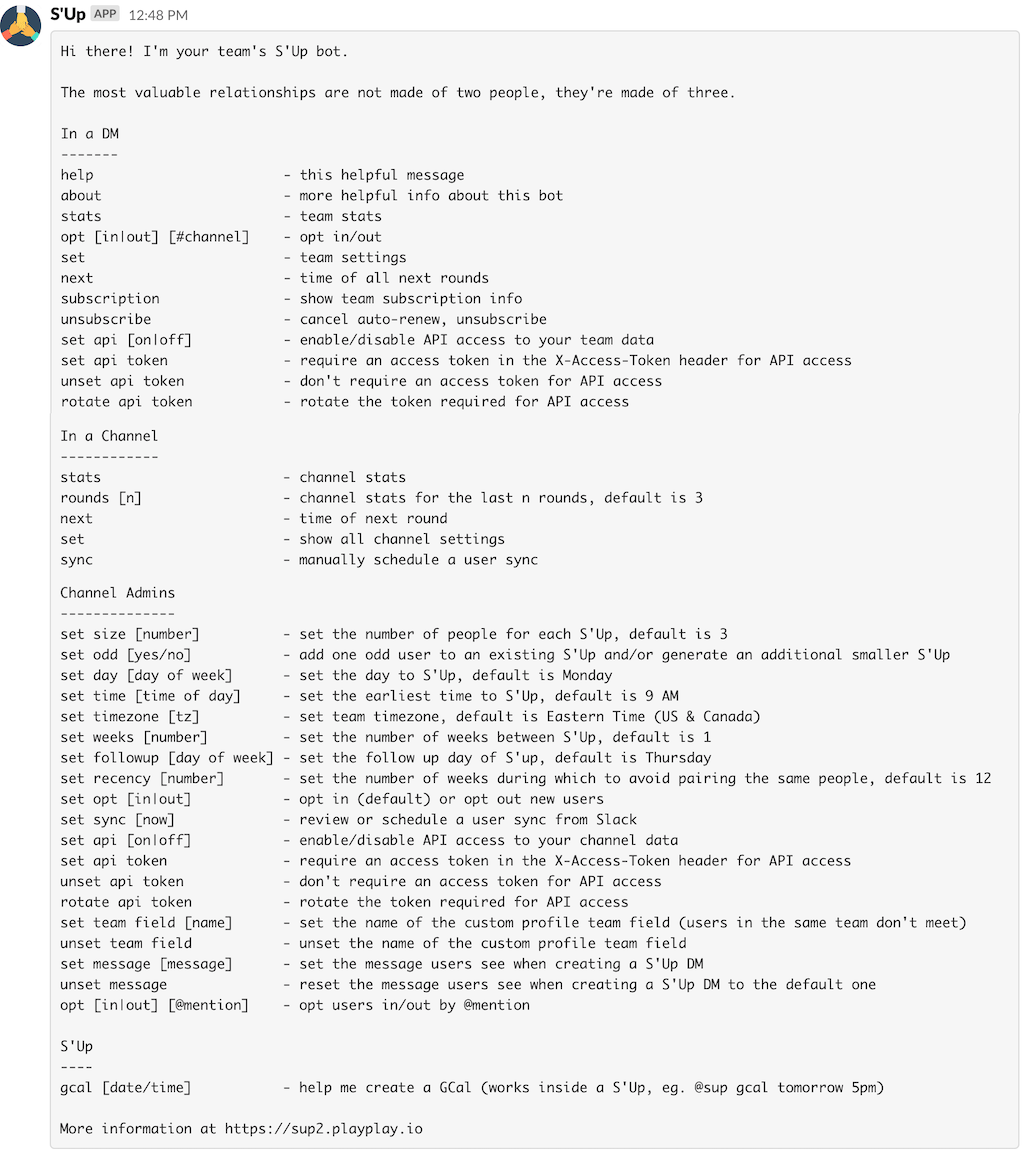 S'Up APP 12:48 PM
Hi there! I'm your team's S'Up bot.
The most valuable relationships are not made of two people, they're made of three.
In a DM
-------
help - this helpful message
about - more helpful info about this bot
stats - team stats
opt [in|out] [#channel] - opt in/out
set - team settings
next - time of all next rounds
subscription - show team subscription info
unsubscribe - cancel auto-renew, unsubscribe
set api [on|off] - enable/disable API access to your team data
set api token - require an access token in the X-Access-Token header for API access
unset api token - don't require an access token for API access
rotate api token - rotate the token required for API access
In a Channel
------------
stats - channel stats
rounds [n] - channel stats for the last n rounds, default is 3
next - time of next round
set - show all channel settings
sync - manually schedule a user sync
Channel Admins
--------------
set size [number] - set the number of people for each S'Up, default is 3
set odd [yes/no] - add one odd user to an existing S'Up and/or generate an additional smaller S'Up
set day [day of week] - set the day to S'Up, default is Monday
set time [time of day] - set the earliest time to S'Up, default is 9 AM
set timezone [tz] - set team timezone, default is Eastern Time (US & Canada)
set weeks [number] - set the number of weeks between S'Up, default is 1
set followup [day of week] - set the follow up day of S'up, default is Thursday
set recency [number] - set the number of weeks during which to avoid pairing the same people, default is 12
set opt [in|out] - opt in (default) or opt out new users
set sync [now] - review or schedule a user sync from Slack
set api [on|off] - enable/disable API access to your channel data
set api token - require an access token in the X-Access-Token header for API access
unset api token - don't require an access token for API access
rotate api token - rotate the token required for API access
set team field [name] - set the name of the custom profile team field (users in the same team don't meet)
unset team field - unset the name of the custom profile team field
set message [message] - set the message users see when creating a S'Up DM
unset message - reset the message users see when creating a S'Up DM to the default one
opt [in|out] [@mention] - opt users in/out by @mention
S'Up
----
gcal [date/time] - help me create a GCal (works inside a S'Up, eg. @sup gcal tomorrow 5pm)
More information at https://sup2.playplay.io